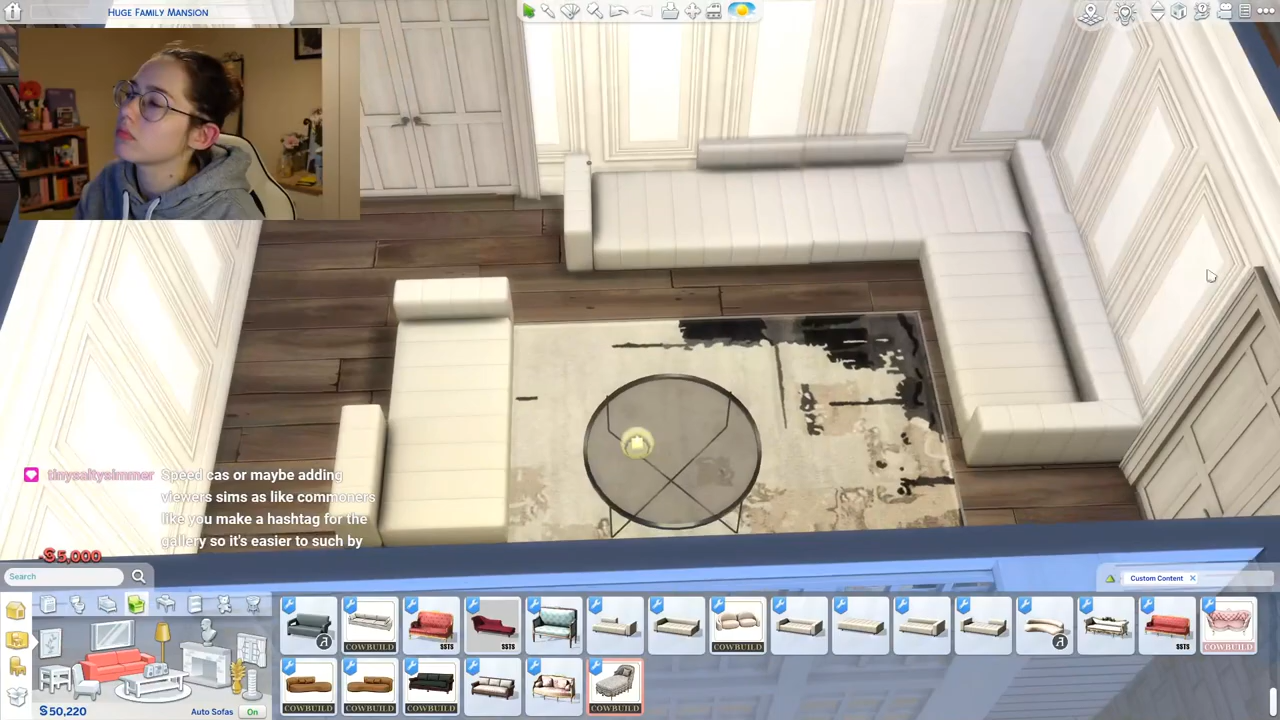 HUGE FAMILY MANSION
tinysaltysimmer Speed cas or maybe adding
viewers sims as like commoners
like you make a hashtag for the
gallery so it's easier to such by
-§5,000
Search
Custom Content
COWBUILD
SSTS
SSTS
COWBUILD
SSTS
COWBUILD
COWBUILD
COWBUILD
COWBUILD
COWBUILD
§50,220
Auto Sofas
On